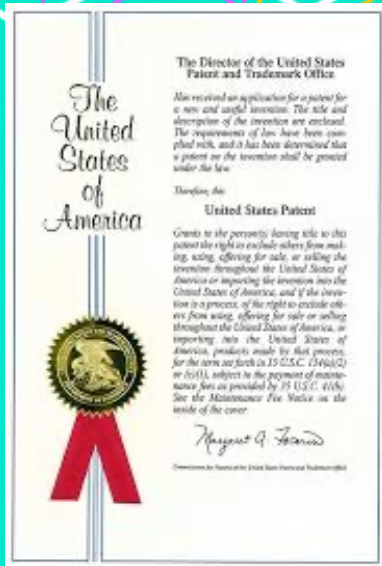 The
United
States
of
America
The Director of the United States
Patent and Trademark Office
Has received an application for a patent for
a new and useful invention. The title and
description of the invention are enclosed.
The requirements of law have been com-
plied with, and it has been determined that
a patent on the invention shall be granted
under the law.
Therefore, this
United States Patent
Grants to the person(s) having title to this
patent the right to exclude others from mak-
ing, using, offering for sale, or selling the
invention throughout the United States of
America or importing the invention into the
United States of America, and if the inven-
tion is a process, of the right to exclude oth-
ers from using, offering for sale or selling
throughout the United States of America, or
importing into the United States of
America, products made by that process,
for the term set forth in 35 U.S.C. 154(a)(2)
or (c)(1), subject to the payment of mainte-
nance fees as provided by 35 U.S.C. 41(b).
See the Maintenance Fee Notice on the
inside of the cover.
Margaret A.